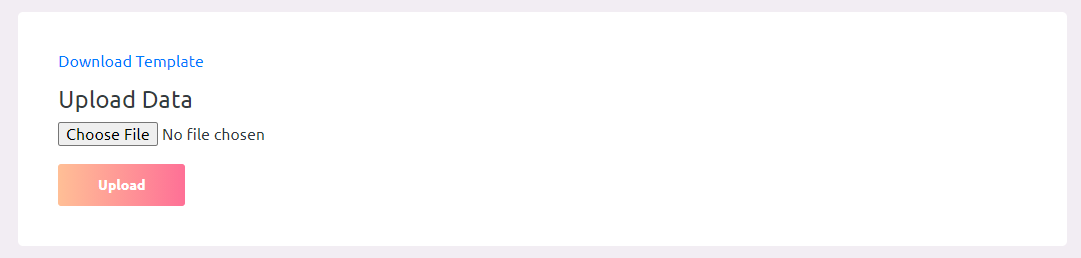 Download Template
Upload Data
Choose File No file chosen
Upload